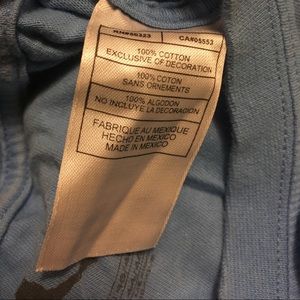 CA#05553
100% COTTON
EXCLUSIVE OF DECORATION
100% COTTON
SANS ORNEMENTS
100% ALGODON
NO INCLUYE LA DECORACION
FABRIQUE AU MEXIQUE
HECHO EN MEXICO
MADE IN MEXICO